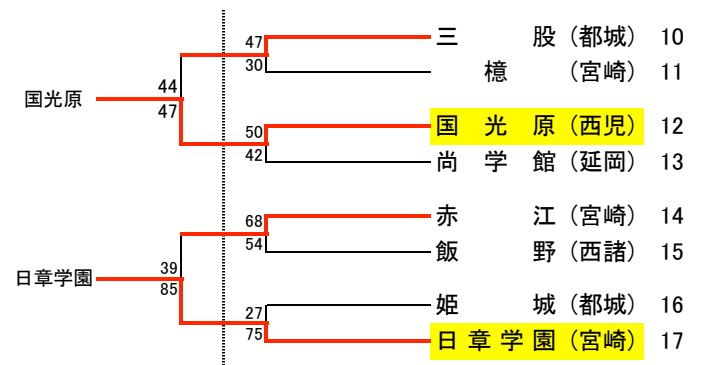 47 三 股（都城） 10
30 檍 （宮崎） 11
44
国光原
47
50 国 光 原（西児） 12
42 尚 学 館（延岡） 13
68 赤 江（宮崎） 14
54 飯 野（西諸） 15
39
日章学園
85
27 姫 城（都城） 16
75 日 章 学 園（宮崎） 17